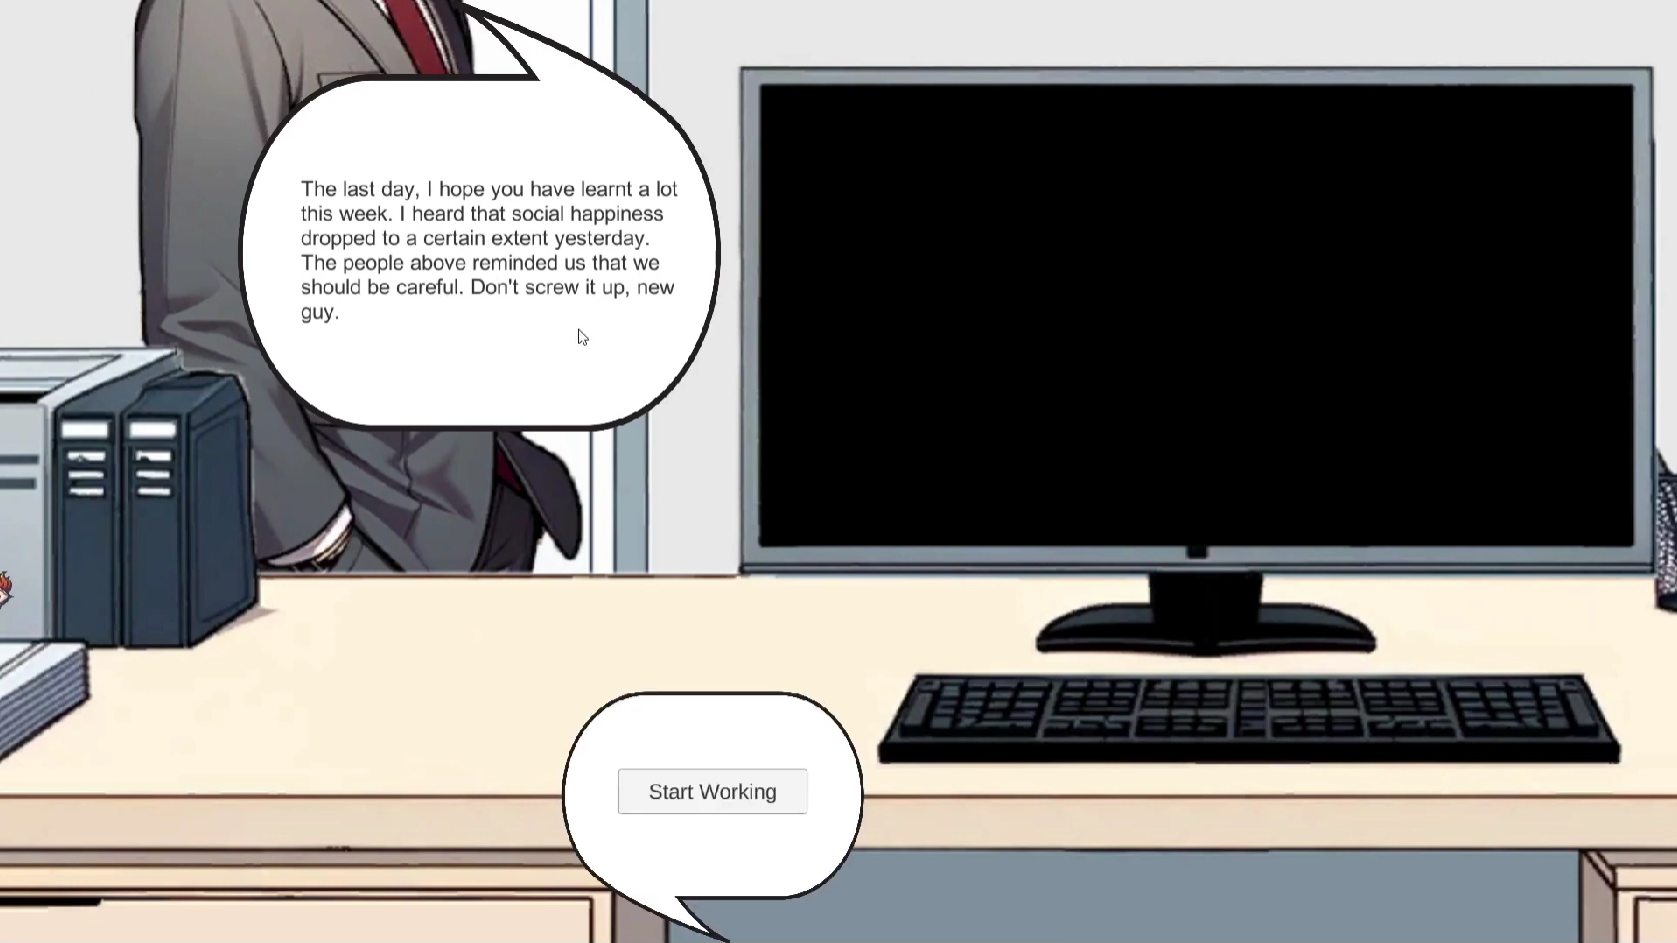 The last day, I hope you have learnt a lot
this week. I heard that social happiness
dropped to a certain extent yesterday.
The people above reminded us that we
should be careful. Don't screw it up, new
guy.
Start Working